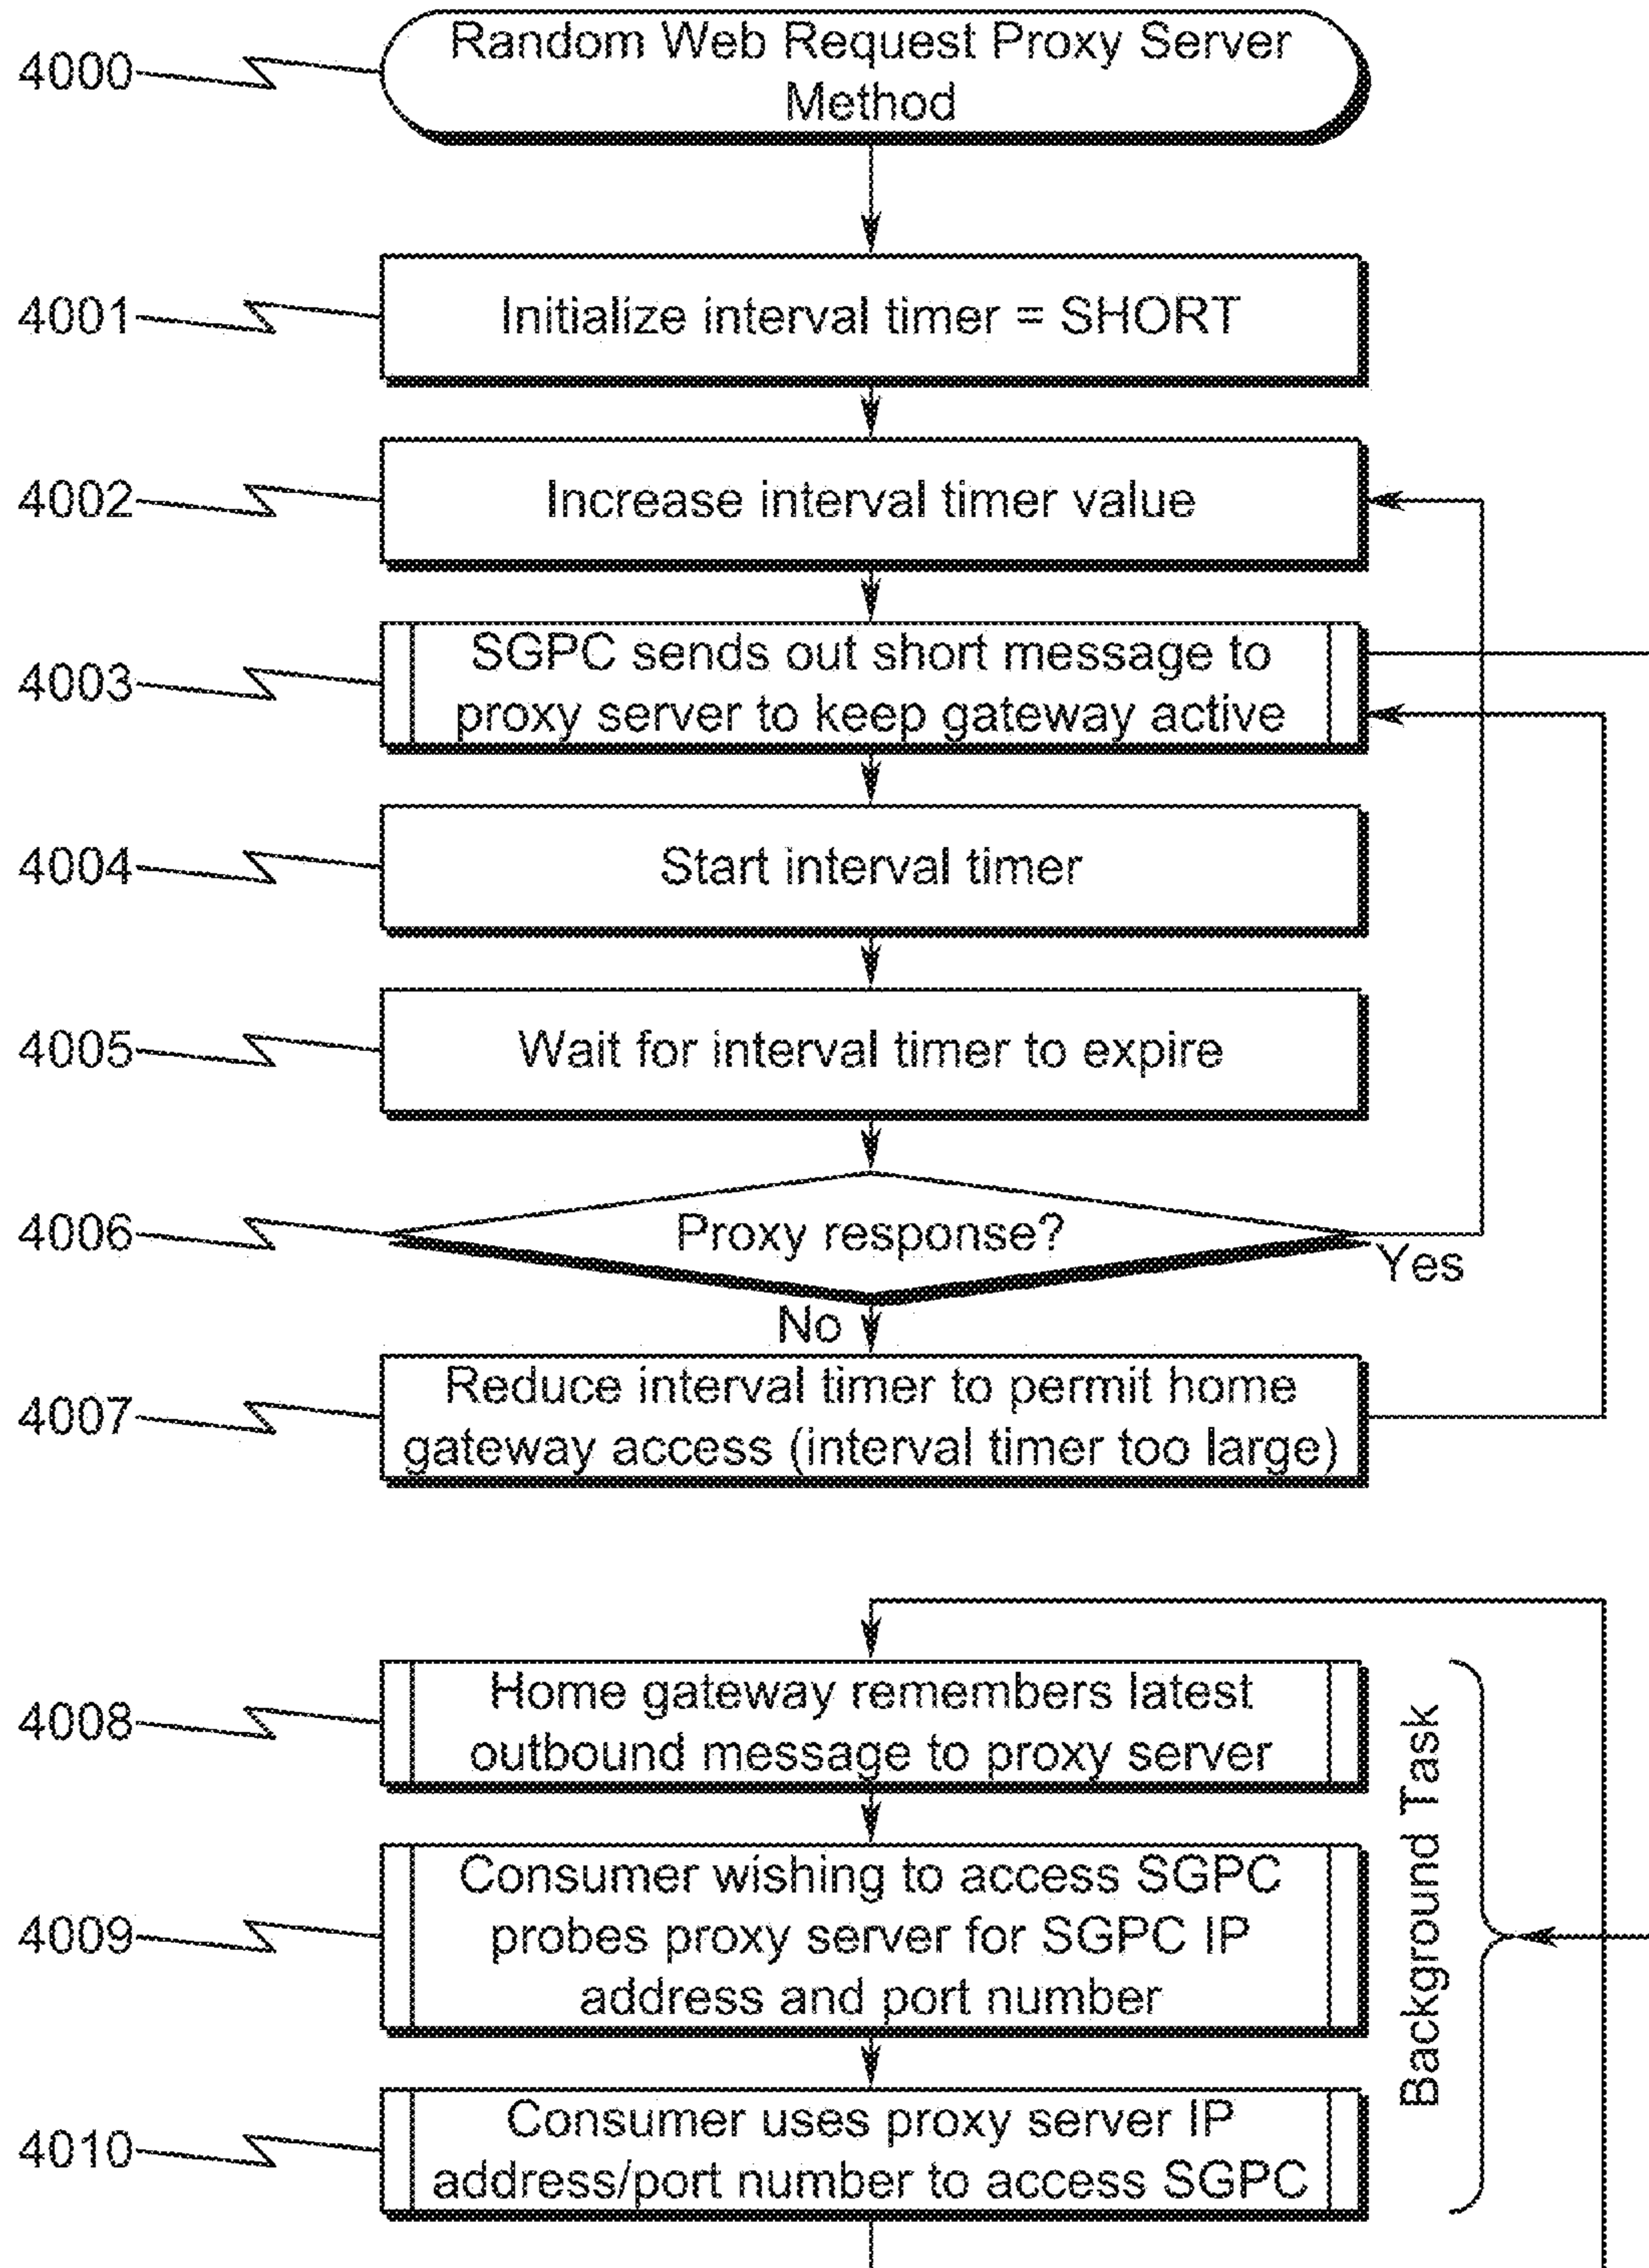 4000
Random Web Request Proxy Server
Method
4001
Initialize interval timer = SHORT
4002
Increase interval timer value
4003
SGPC sends out short message to
proxy server to keep gateway active
4004
Start interval timer
4005
Wait for interval timer to expire
4006
Proxy response?
Yes
No
4007
Reduce interval timer to permit home
gateway access (interval timer too large)
4008
Home gateway remembers latest
outbound message to proxy server
4009
Consumer wishing to access SGPC
probes proxy server for SGPC IP
address and port number
4010
Consumer uses proxy server IP
address/port number to access SGPC
Background Task